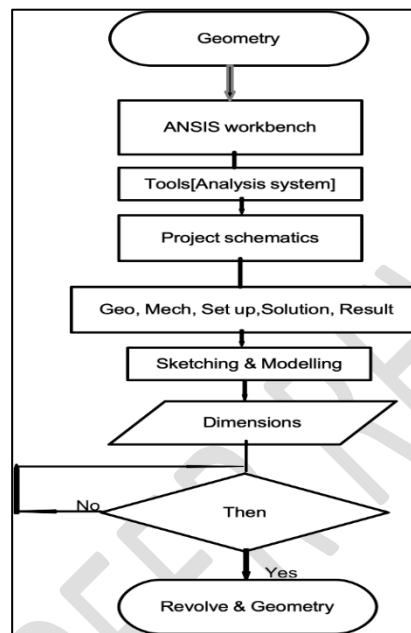 Geometry
ANSIS workbench
Tools[Analysis system]
Project schematics
Geo, Mech, Set up,Solution, Result
Sketching & Modelling
Dimensions
No
Then
Yes
Revolve & Geometry